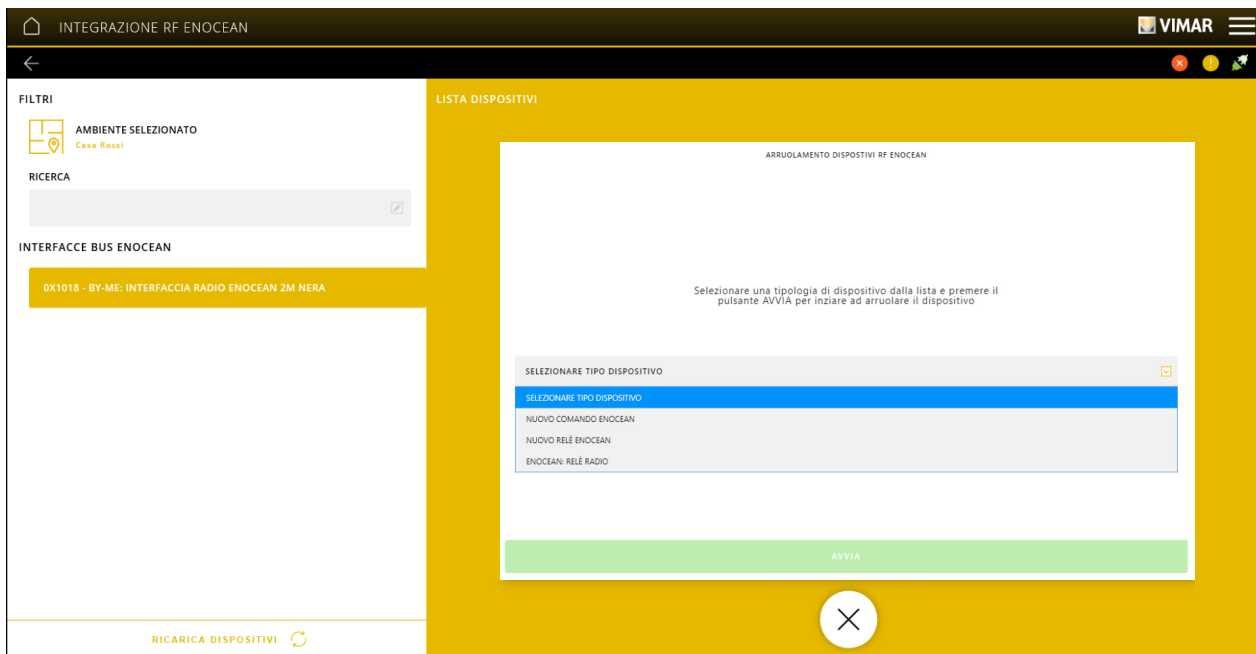 INTEGRAZIONE RF ENOCEAN
VIMAR
FILTRI
AMBIENTE SELEZIONATO
Casa Rossi
RICERCA
INTERFACCE BUS ENOCEAN
0X1018 - BY-ME: INTERFACCIA RADIO ENOCEAN 2M NERA
RICARICA DISPOSITIVI
LISTA DISPOSITIVI
ARRUOLAMENTO DISPOSTIVI RF ENOCEAN
Selezionare una tipologia di dispositivo dalla lista e premere il
pulsante AVVIA per inziare ad arruolare il dispositivo
SELEZIONARE TIPO DISPOSITIVO
SELEZIONARE TIPO DISPOSITIVO
NUOVO COMANDO ENOCEAN
NUOVO RELÈ ENOCEAN
ENOCEAN: RELÈ RADIO
AVVIA